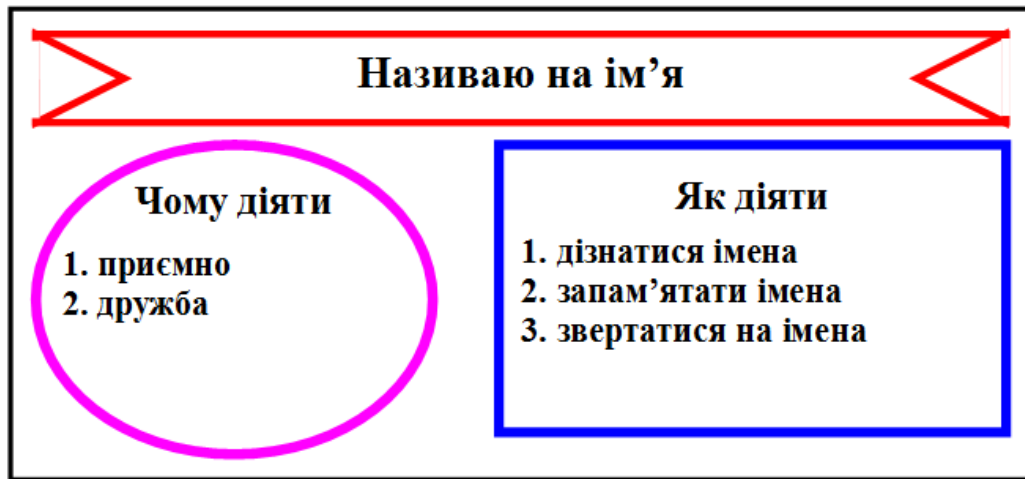 Називаю на ім’я
Чому діяти
1. приємно
2. дружба
Як діяти
1. дізнатися імена
2. запам’ятати імена
3. звертатися на імена